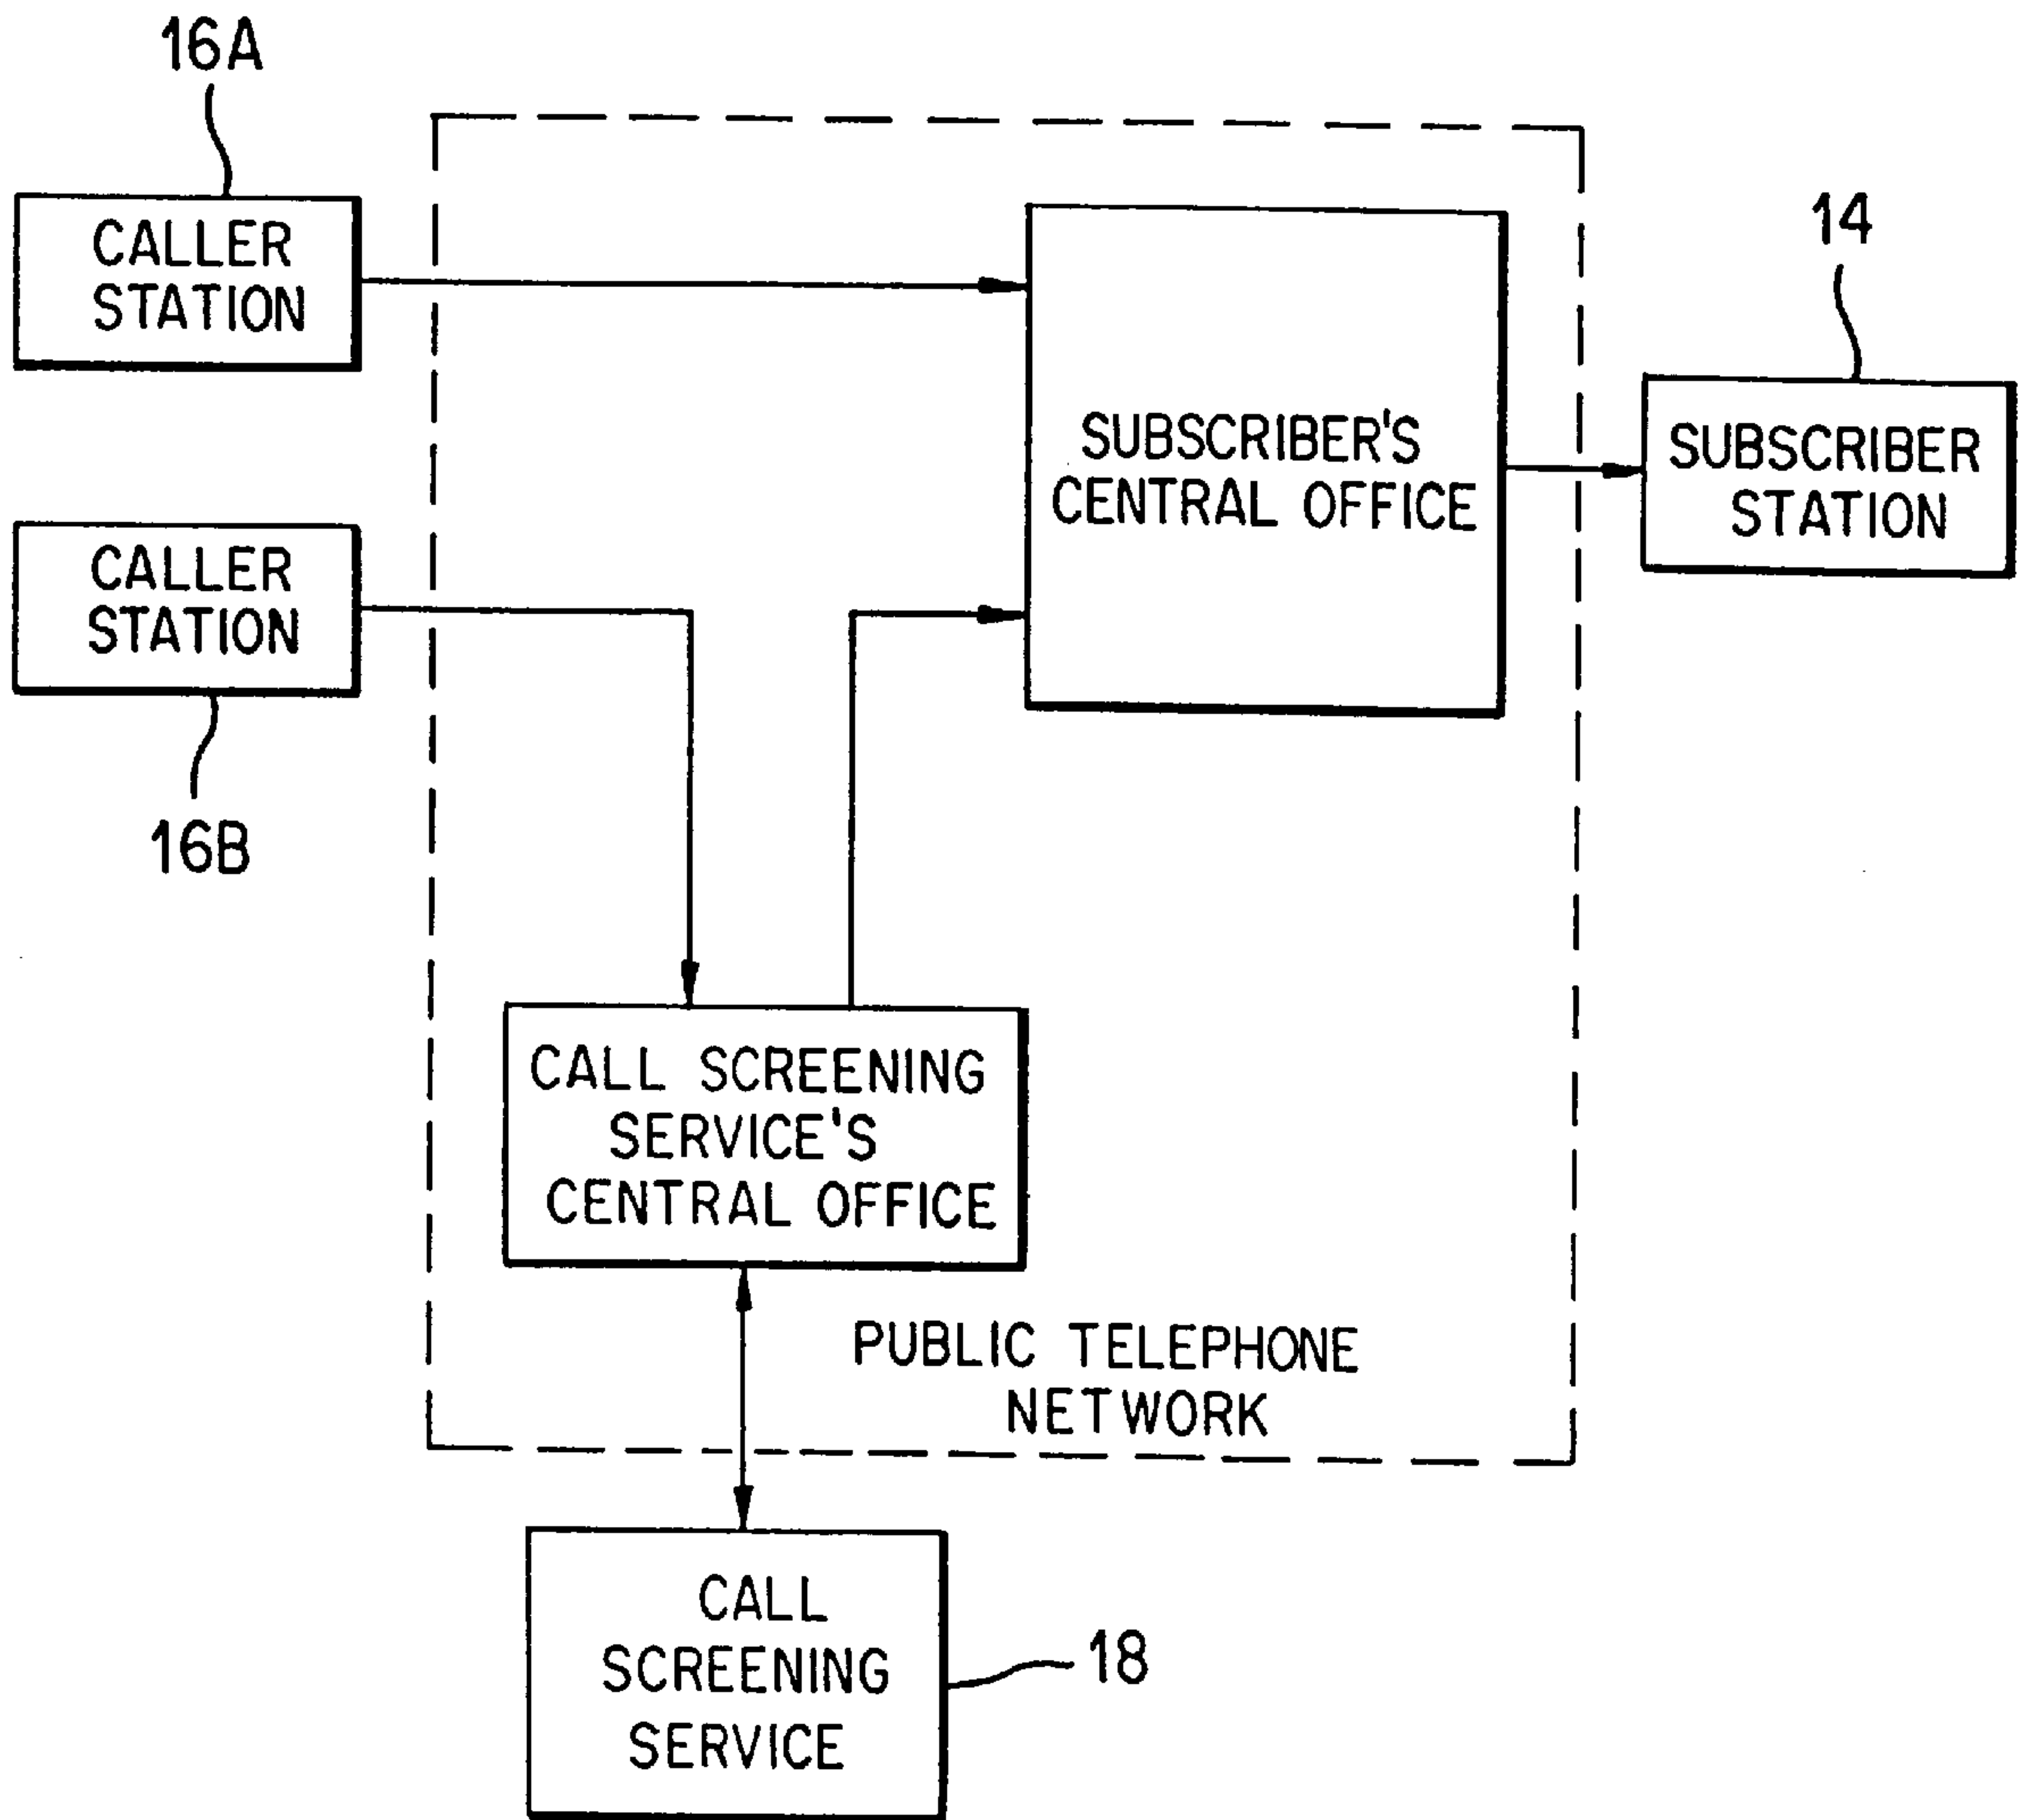 16A
CALLER
STATION
14
SUBSCRIBER'S
CENTRAL OFFICE
SUBSCRIBER
STATION
CALLER
STATION
16B
CALL SCREENING
SERVICE'S
CENTRAL OFFICE
PUBLIC TELEPHONE
NETWORK
CALL
SCREENING
SERVICE
18